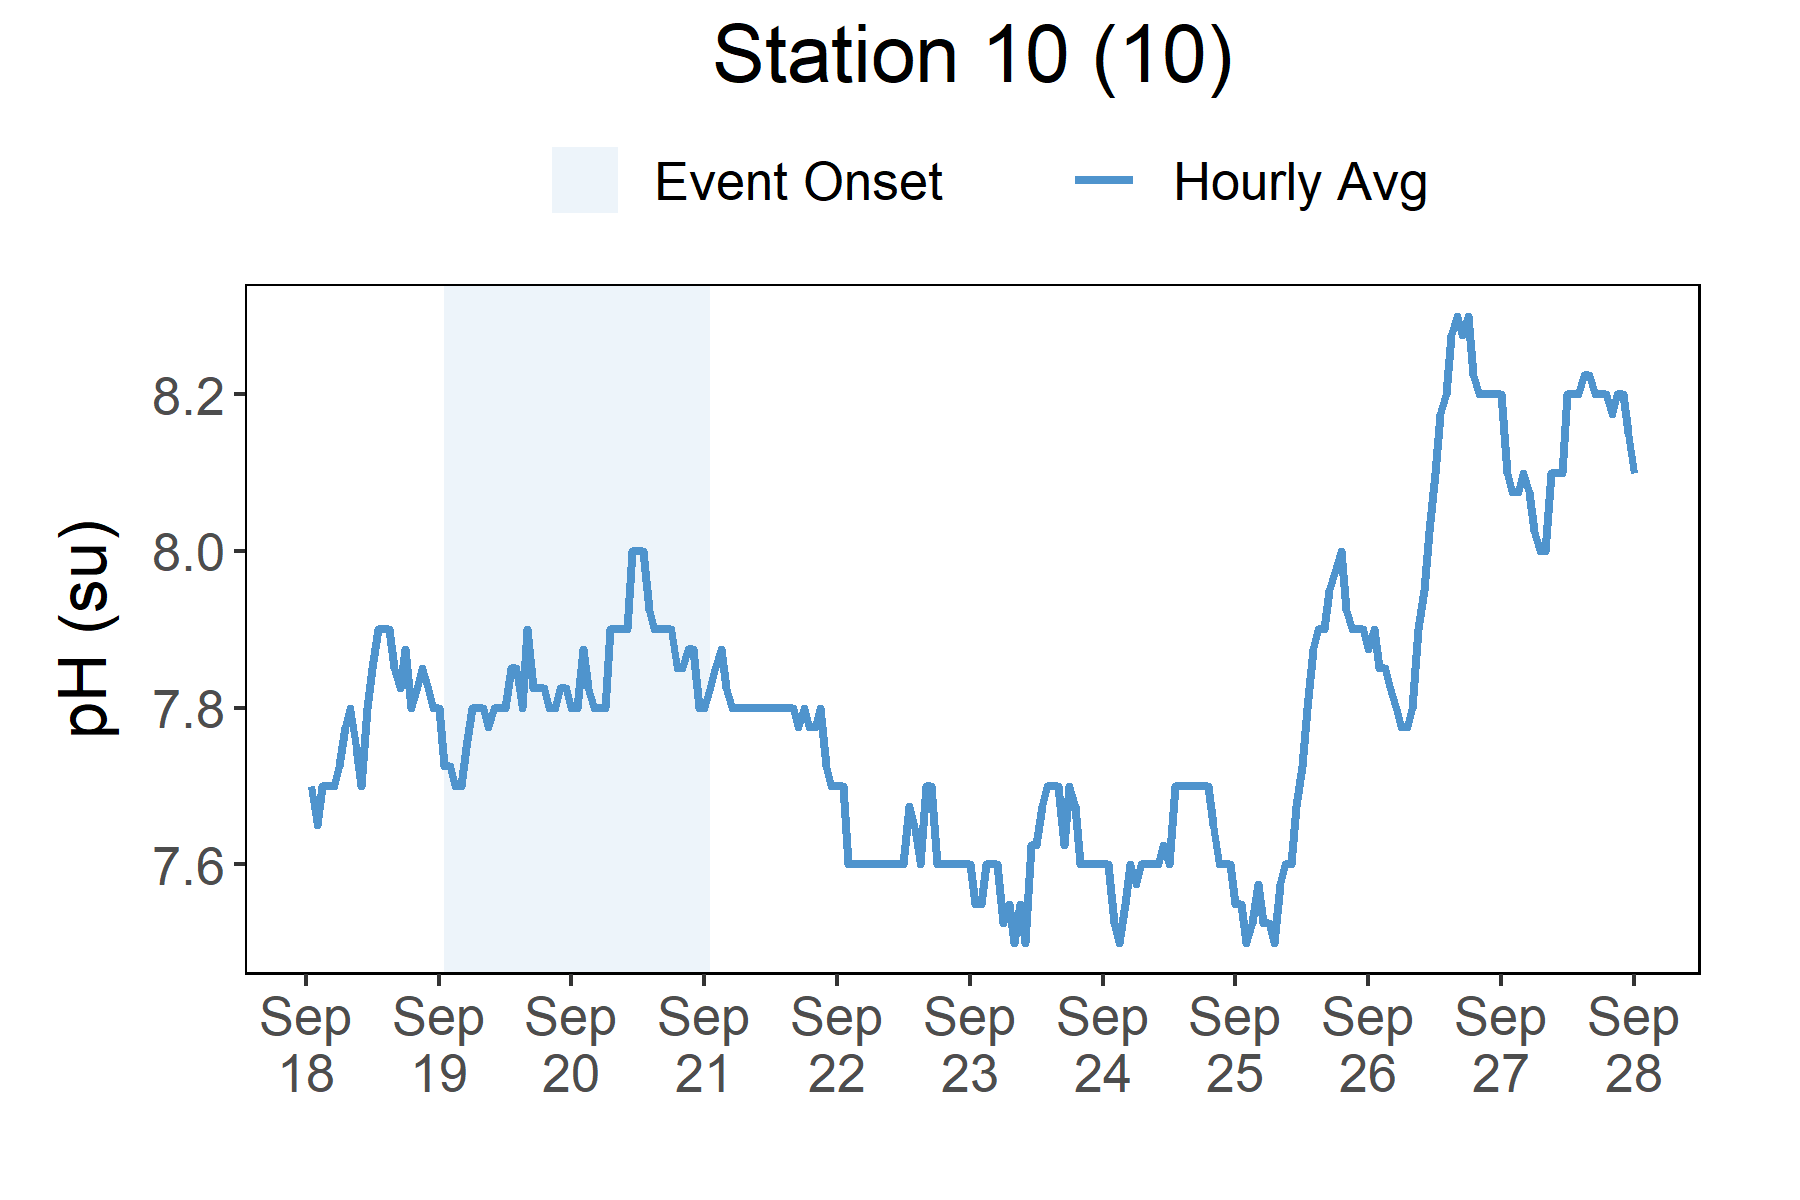 Station 10 (10)
Event Onset
Hourly Avg
pH (su)
8.2
8.0
7.8
7.6
Sep 18
Sep 19
Sep 20
Sep 21
Sep 22
Sep 23
Sep 24
Sep 25
Sep 26
Sep 27
Sep 28